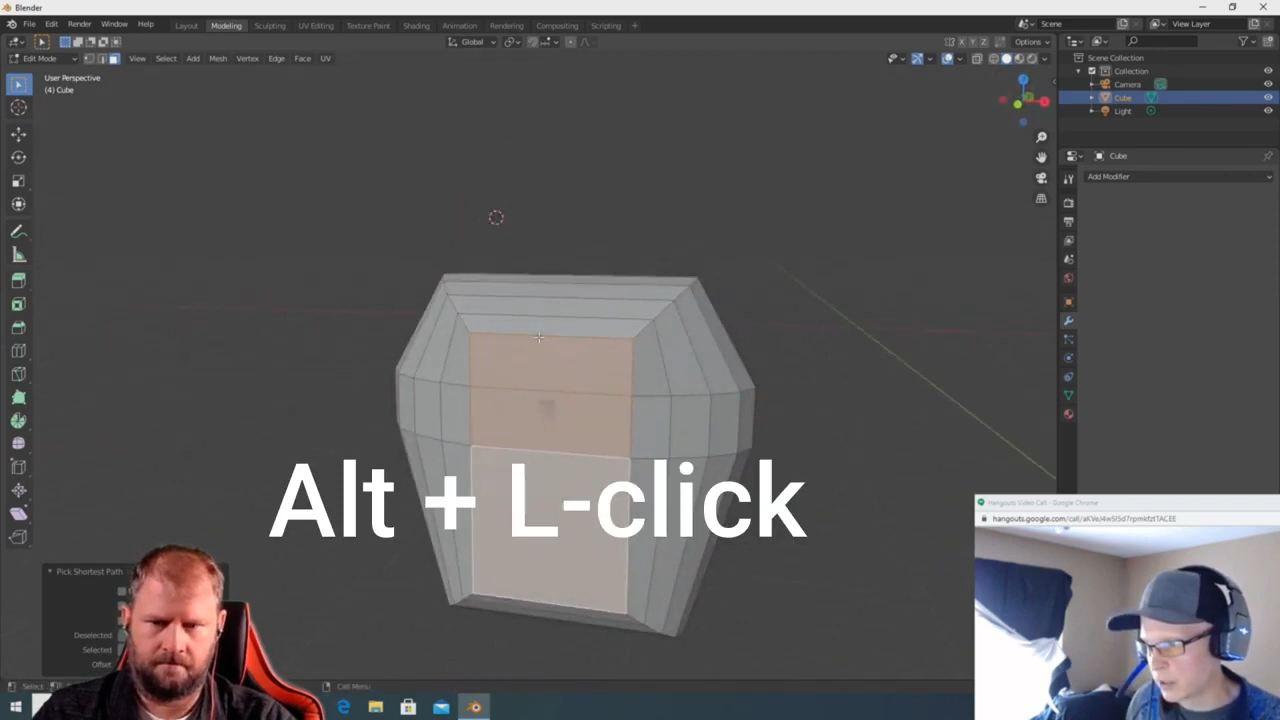 Blender
File Edit Render Window Help
Layout Modeling Sculpting UV Editing Texture Paint Shading Animation Rendering Compositing Scripting +
Scene
View Layer
Global
X Y Z Options
Edit Mode View Select Add Mesh Vertex Edge Face UV
User Perspective
(4) Cube
Scene Collection
Collection
Camera
Cube
Light
Cube
Add Modifier
Alt + L-click
Hangouts Video Call - Google Chrome
Pick Shortest Path
Deselected
Selected
Offset
Select
Call Menu